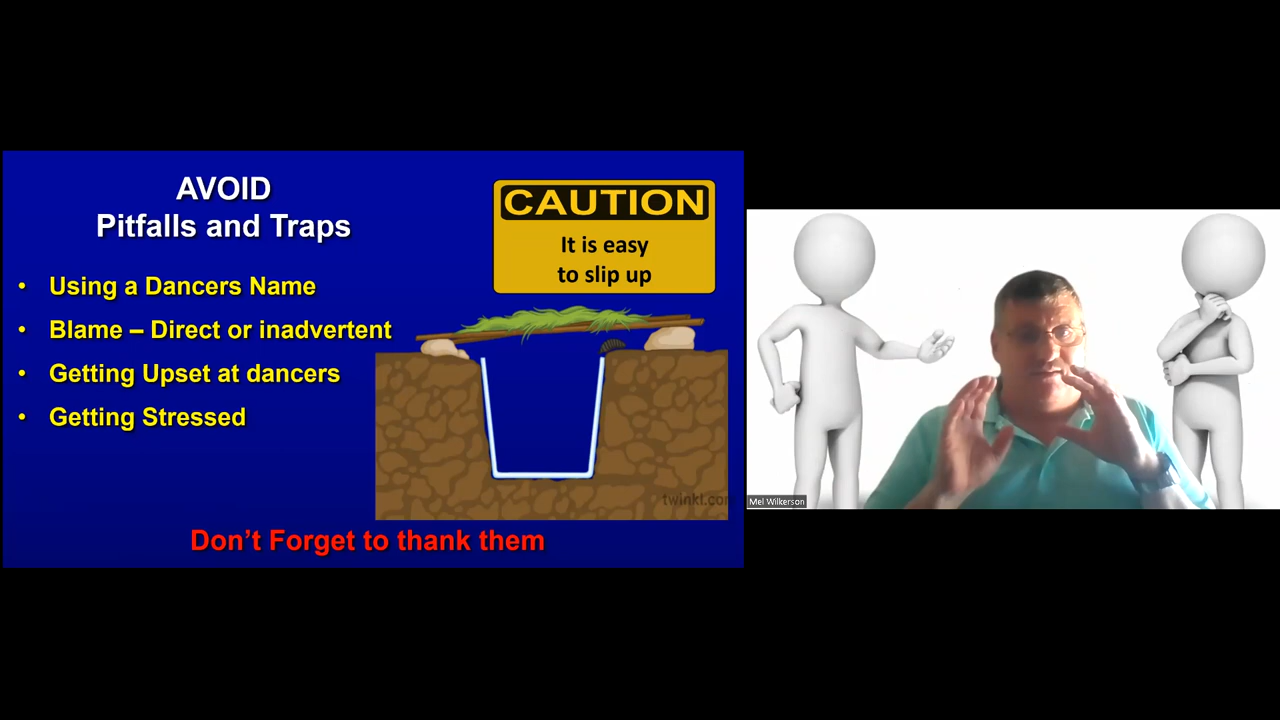 AVOID
Pitfalls and Traps
• Using a Dancers Name
• Blame – Direct or inadvertent
• Getting Upset at dancers
• Getting Stressed
CAUTION
It is easy
to slip up
twinkl.com
Don't Forget to thank them
Mel Wilkerson